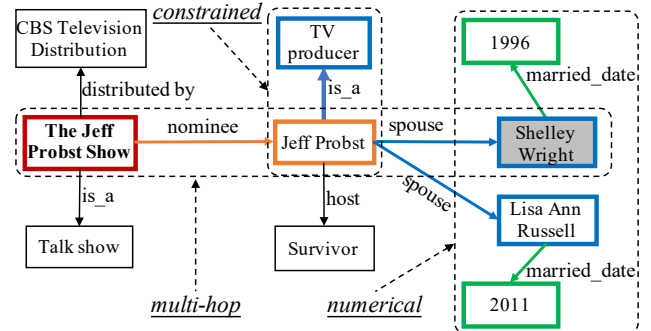 constrained
CBS Television
Distribution
TV
producer
1996
distributed by
is_a
married_date
The Jeff
Probst Show
nominee
Jeff Probst
spouse
Shelley
Wright
is_a
host
spouse
Lisa Ann
Russell
Talk show
Survivor
married_date
multi-hop
numerical
2011